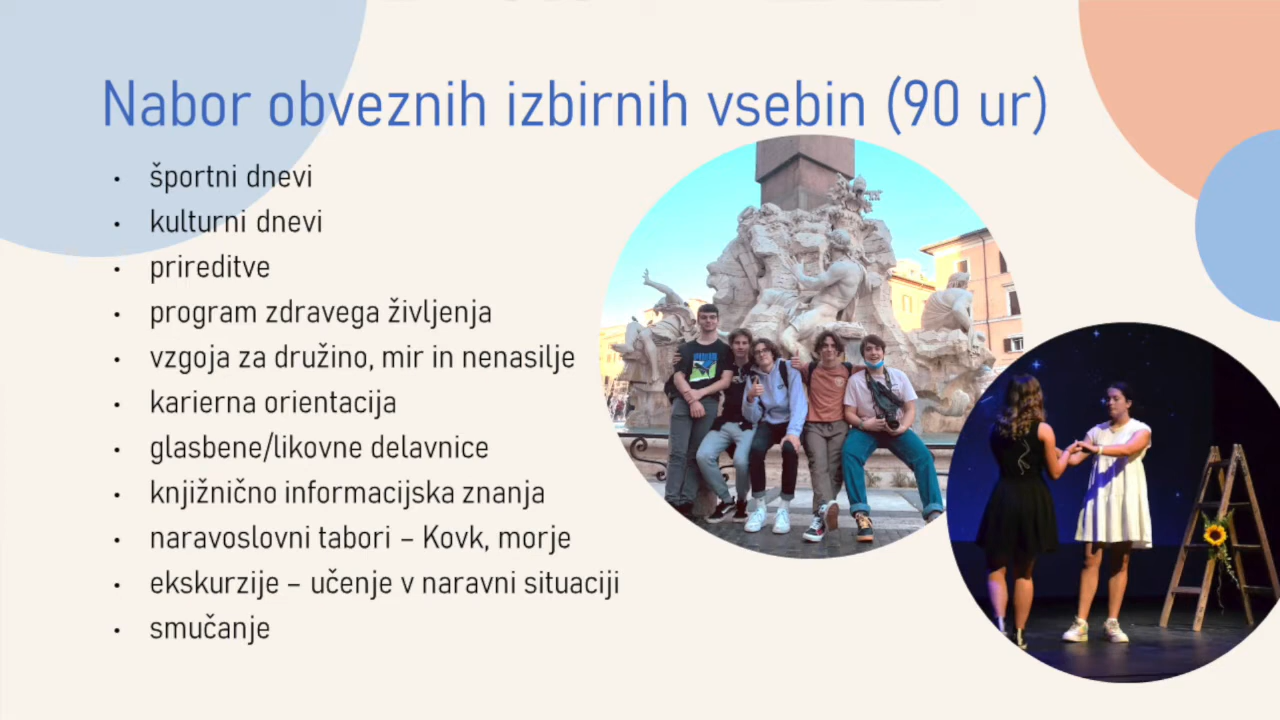 Nabor obveznih izbirnih vsebin (90 ur)
• športni dnevi
• kulturni dnevi
• prireditve
• program zdravega življenja
• vzgoja za družino, mir in nenasilje
• karierna orientacija
• glasbene/likovne delavnice
• knjižnično informacijska znanja
• naravoslovni tabori – Kovk, morje
• ekskurzije – učenje v naravni situaciji
• smučanje